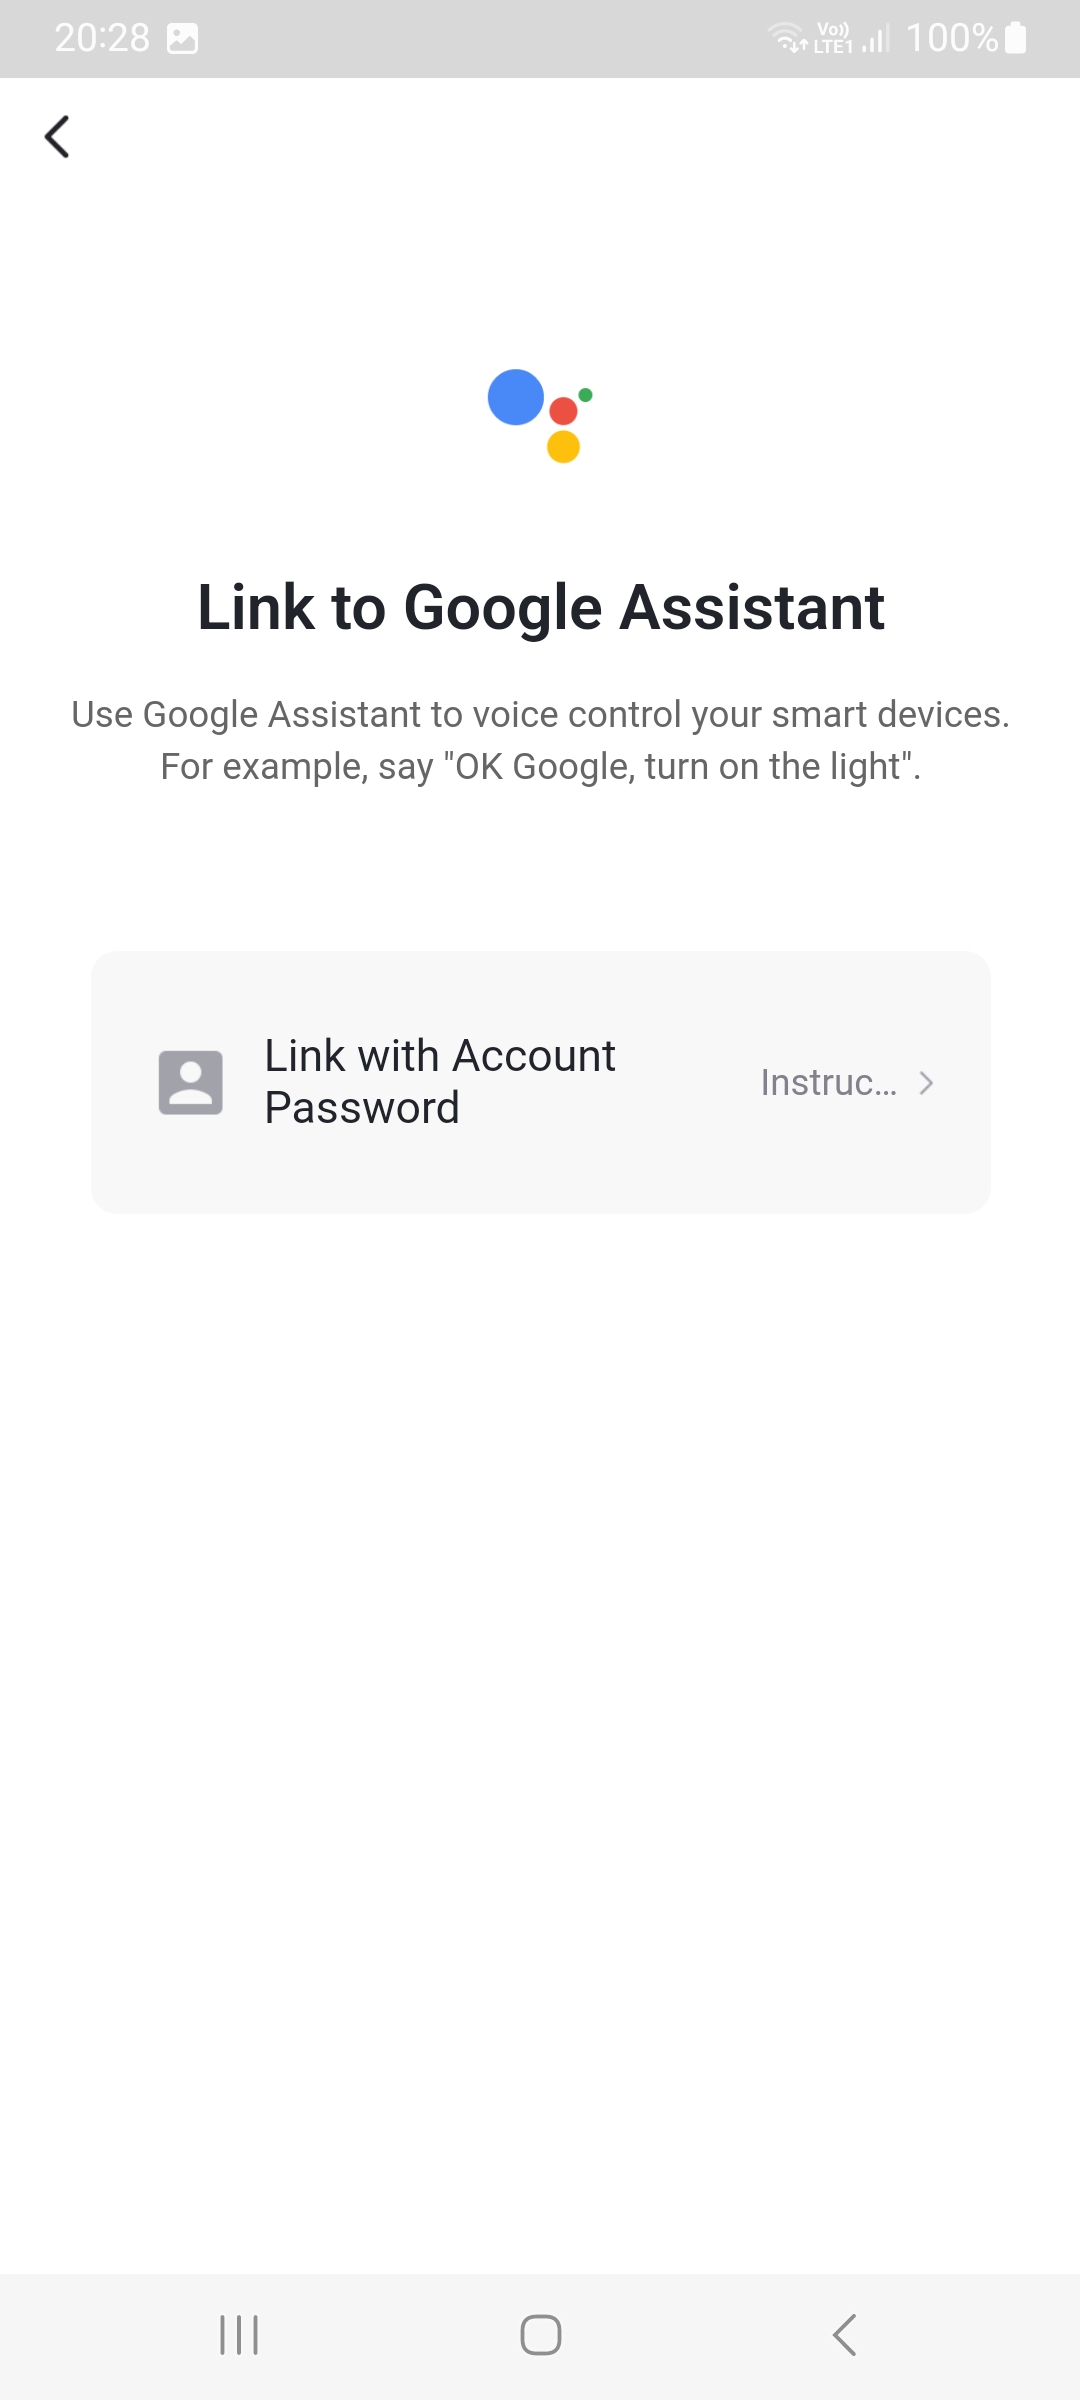 20:28
Vo)) LTE1 100%
Link to Google Assistant
Use Google Assistant to voice control your smart devices.
For example, say "OK Google, turn on the light".
Link with Account
Password
Instruc...